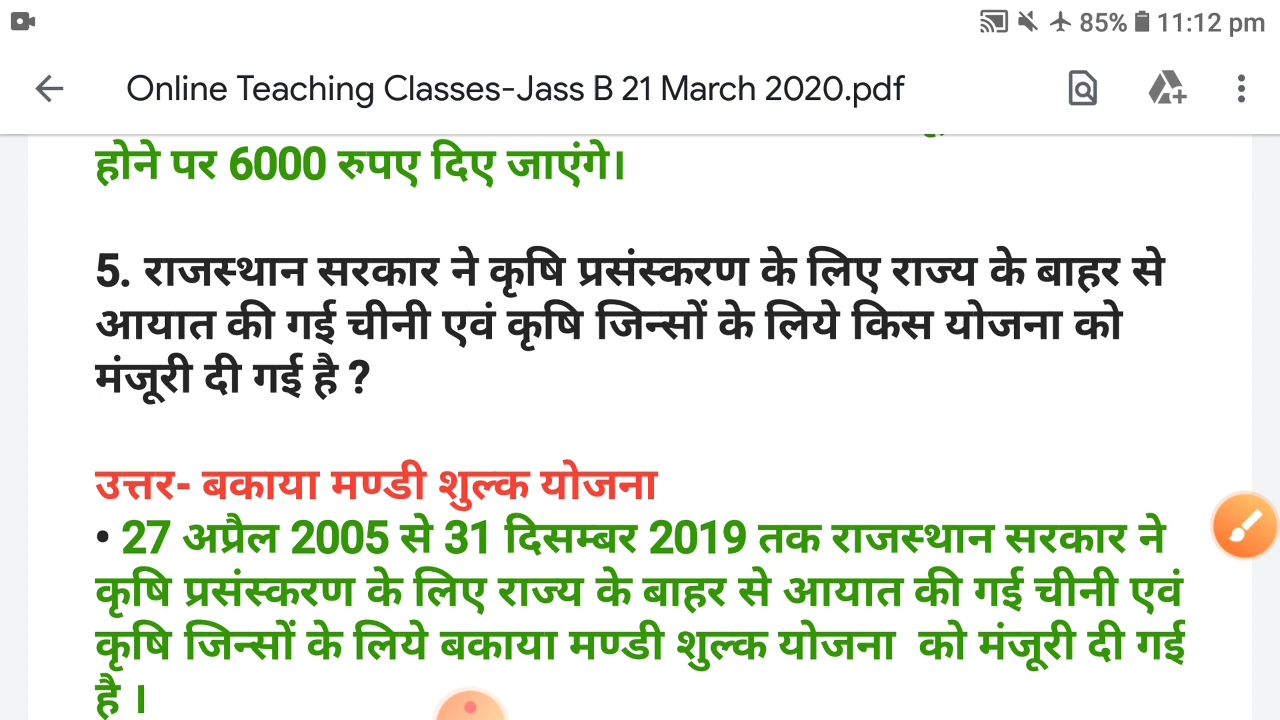 85% 11:12 pm
Online Teaching Classes-Jass B 21 March 2020.pdf
होने पर 6000 रुपए दिए जाएंगे।
5. राजस्थान सरकार ने कृषि प्रसंस्करण के लिए राज्य के बाहर से
आयात की गई चीनी एवं कृषि जिन्सों के लिये किस योजना को
मंजूरी दी गई है ?
उत्तर- बकाया मण्डी शुल्क योजना
• 27 अप्रैल 2005 से 31 दिसम्बर 2019 तक राजस्थान सरकार ने
कृषि प्रसंस्करण के लिए राज्य के बाहर से आयात की गई चीनी एवं
कृषि जिन्सों के लिये बकाया मण्डी शुल्क योजना को मंजूरी दी गई
है ।